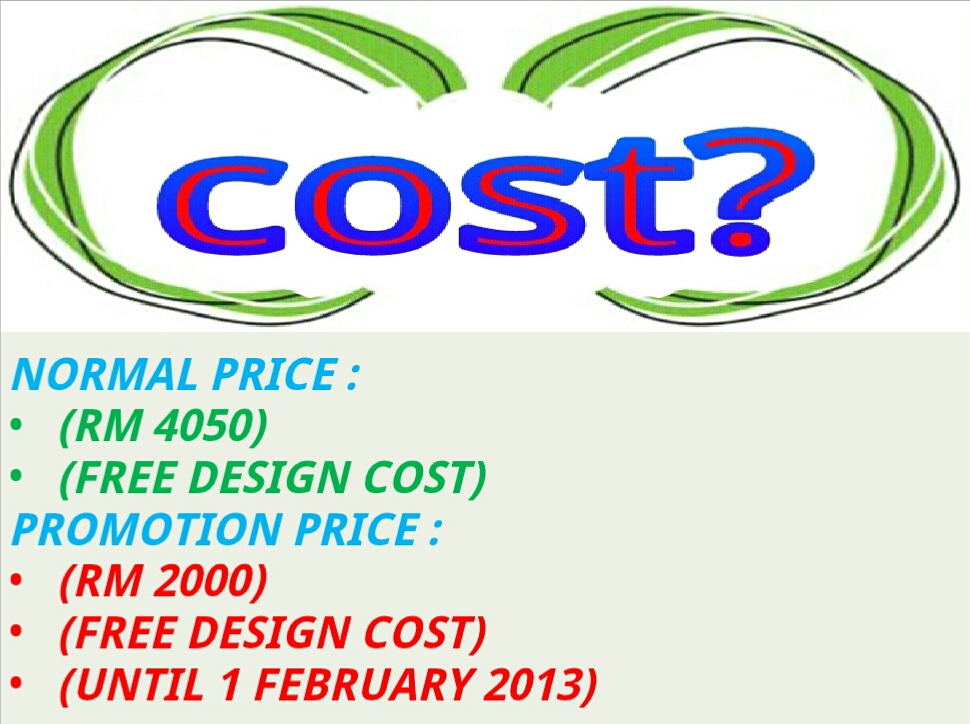 cost?
NORMAL PRICE :
• (RM 4050)
• (FREE DESIGN COST)
PROMOTION PRICE :
• (RM 2000)
• (FREE DESIGN COST)
• (UNTIL 1 FEBRUARY 2013)